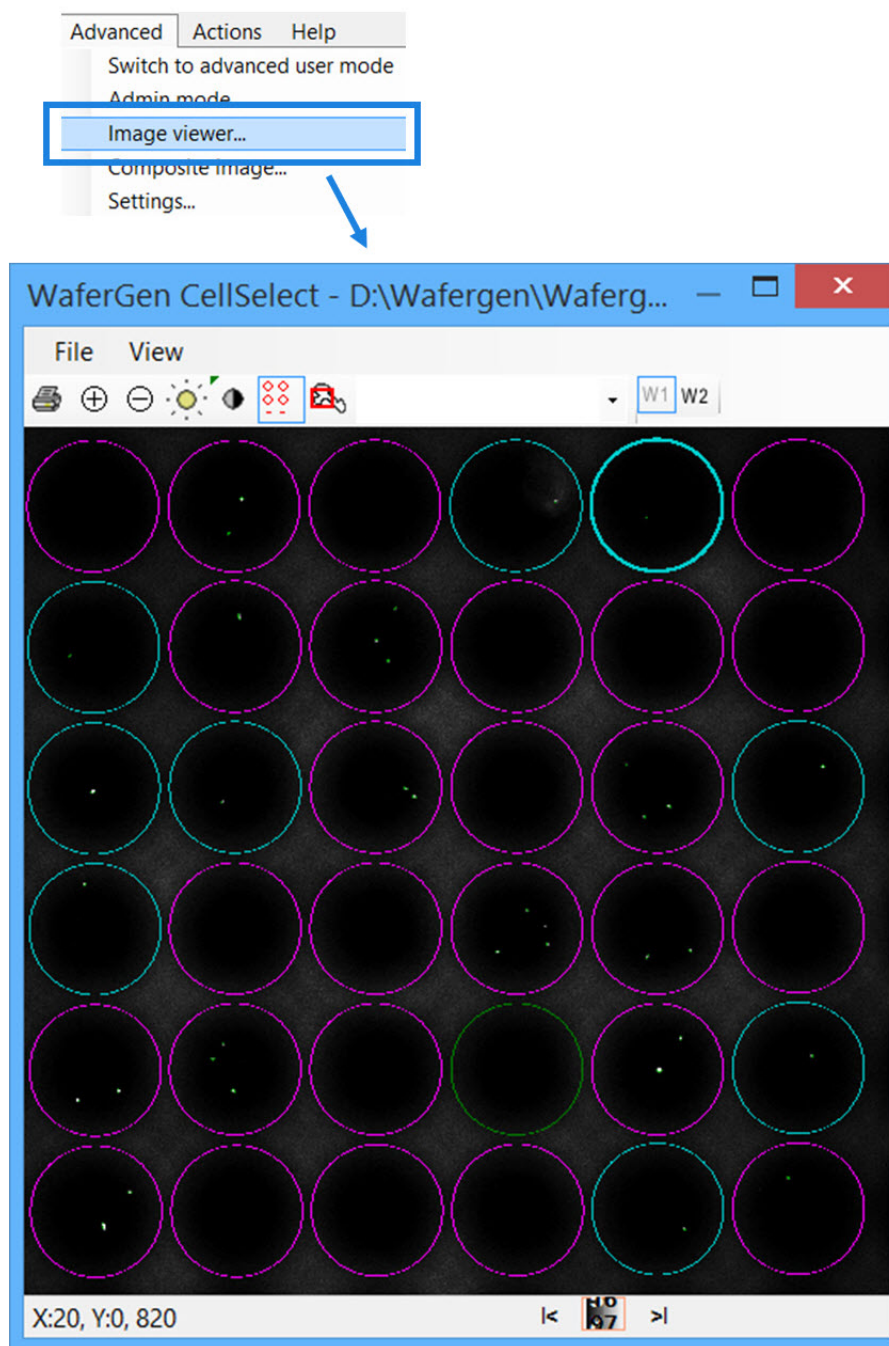 Advanced Actions Help
Switch to advanced user mode
Admin mode
Image viewer...
Composite image...
Settings...
WaferGen CellSelect - D:\Wafergen\Waferg...
File View
W1 W2
X:20, Y:0, 820
|< >|